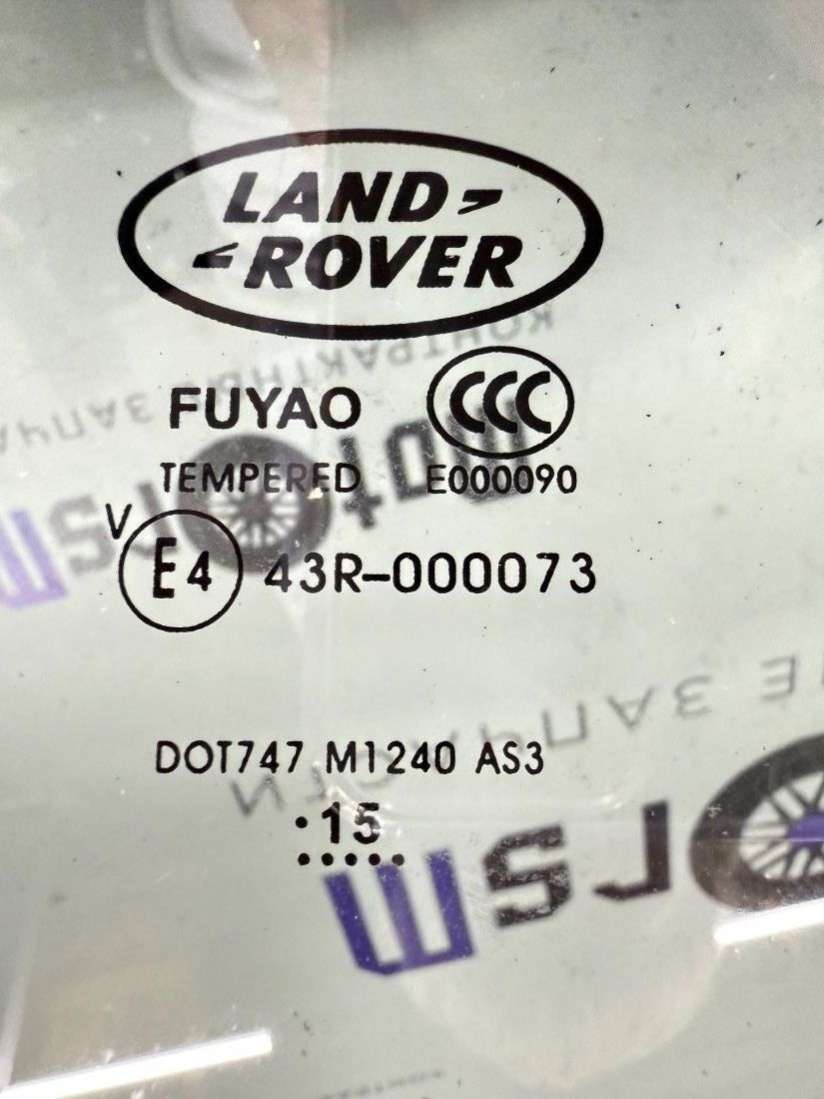 LAND
ROVER
FUYAO CCC
TEMPERED E000090
V
E4 43R-000073
DOT747 M1240 AS3
·15
·····